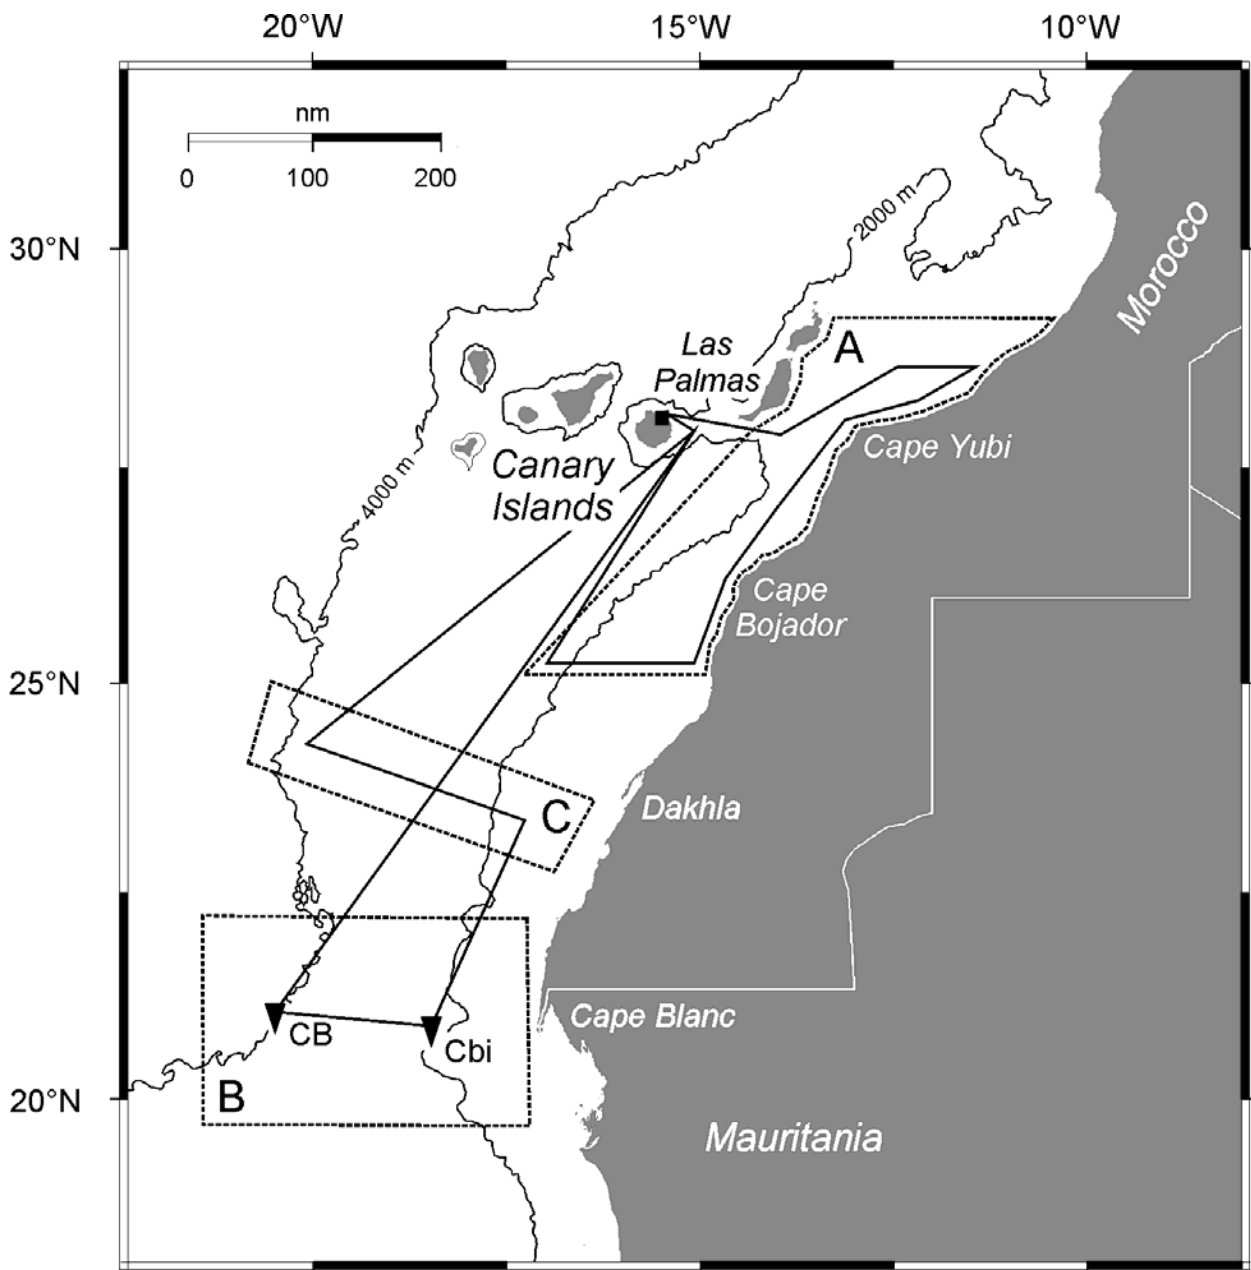 20°W 15°W 10°W
nm
0 100 200
30°N
25°N
20°N
2000 m
4000 m
Morocco
A
Las
Palmas
Canary
Islands
Cape Yubi
Cape
Bojador
C
Dakhla
CB
Cbi
Cape Blanc
B
Mauritania